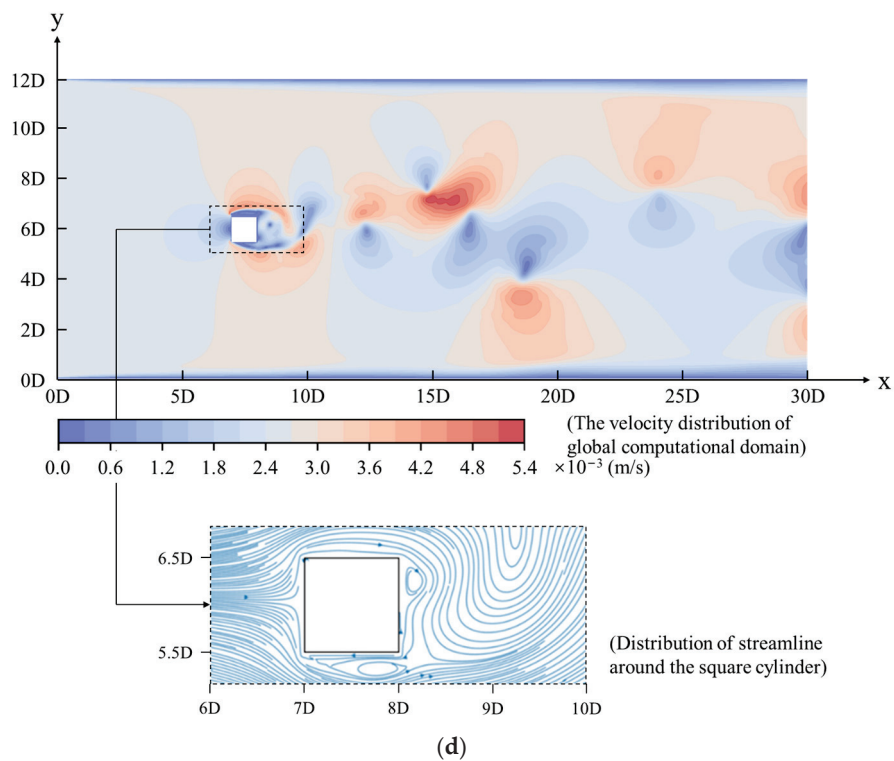 y
12D
10D
8D
6D
4D
2D
0D
0D 5D 10D 15D 20D 25D 30D
x
(The velocity distribution of
global computational domain)
0.0 0.6 1.2 1.8 2.4 3.0 3.6 4.2 4.8 5.4 ×10⁻³ (m/s)
6.5D
5.5D
6D 7D 8D 9D 10D
(Distribution of streamline
around the square cylinder)
(d)